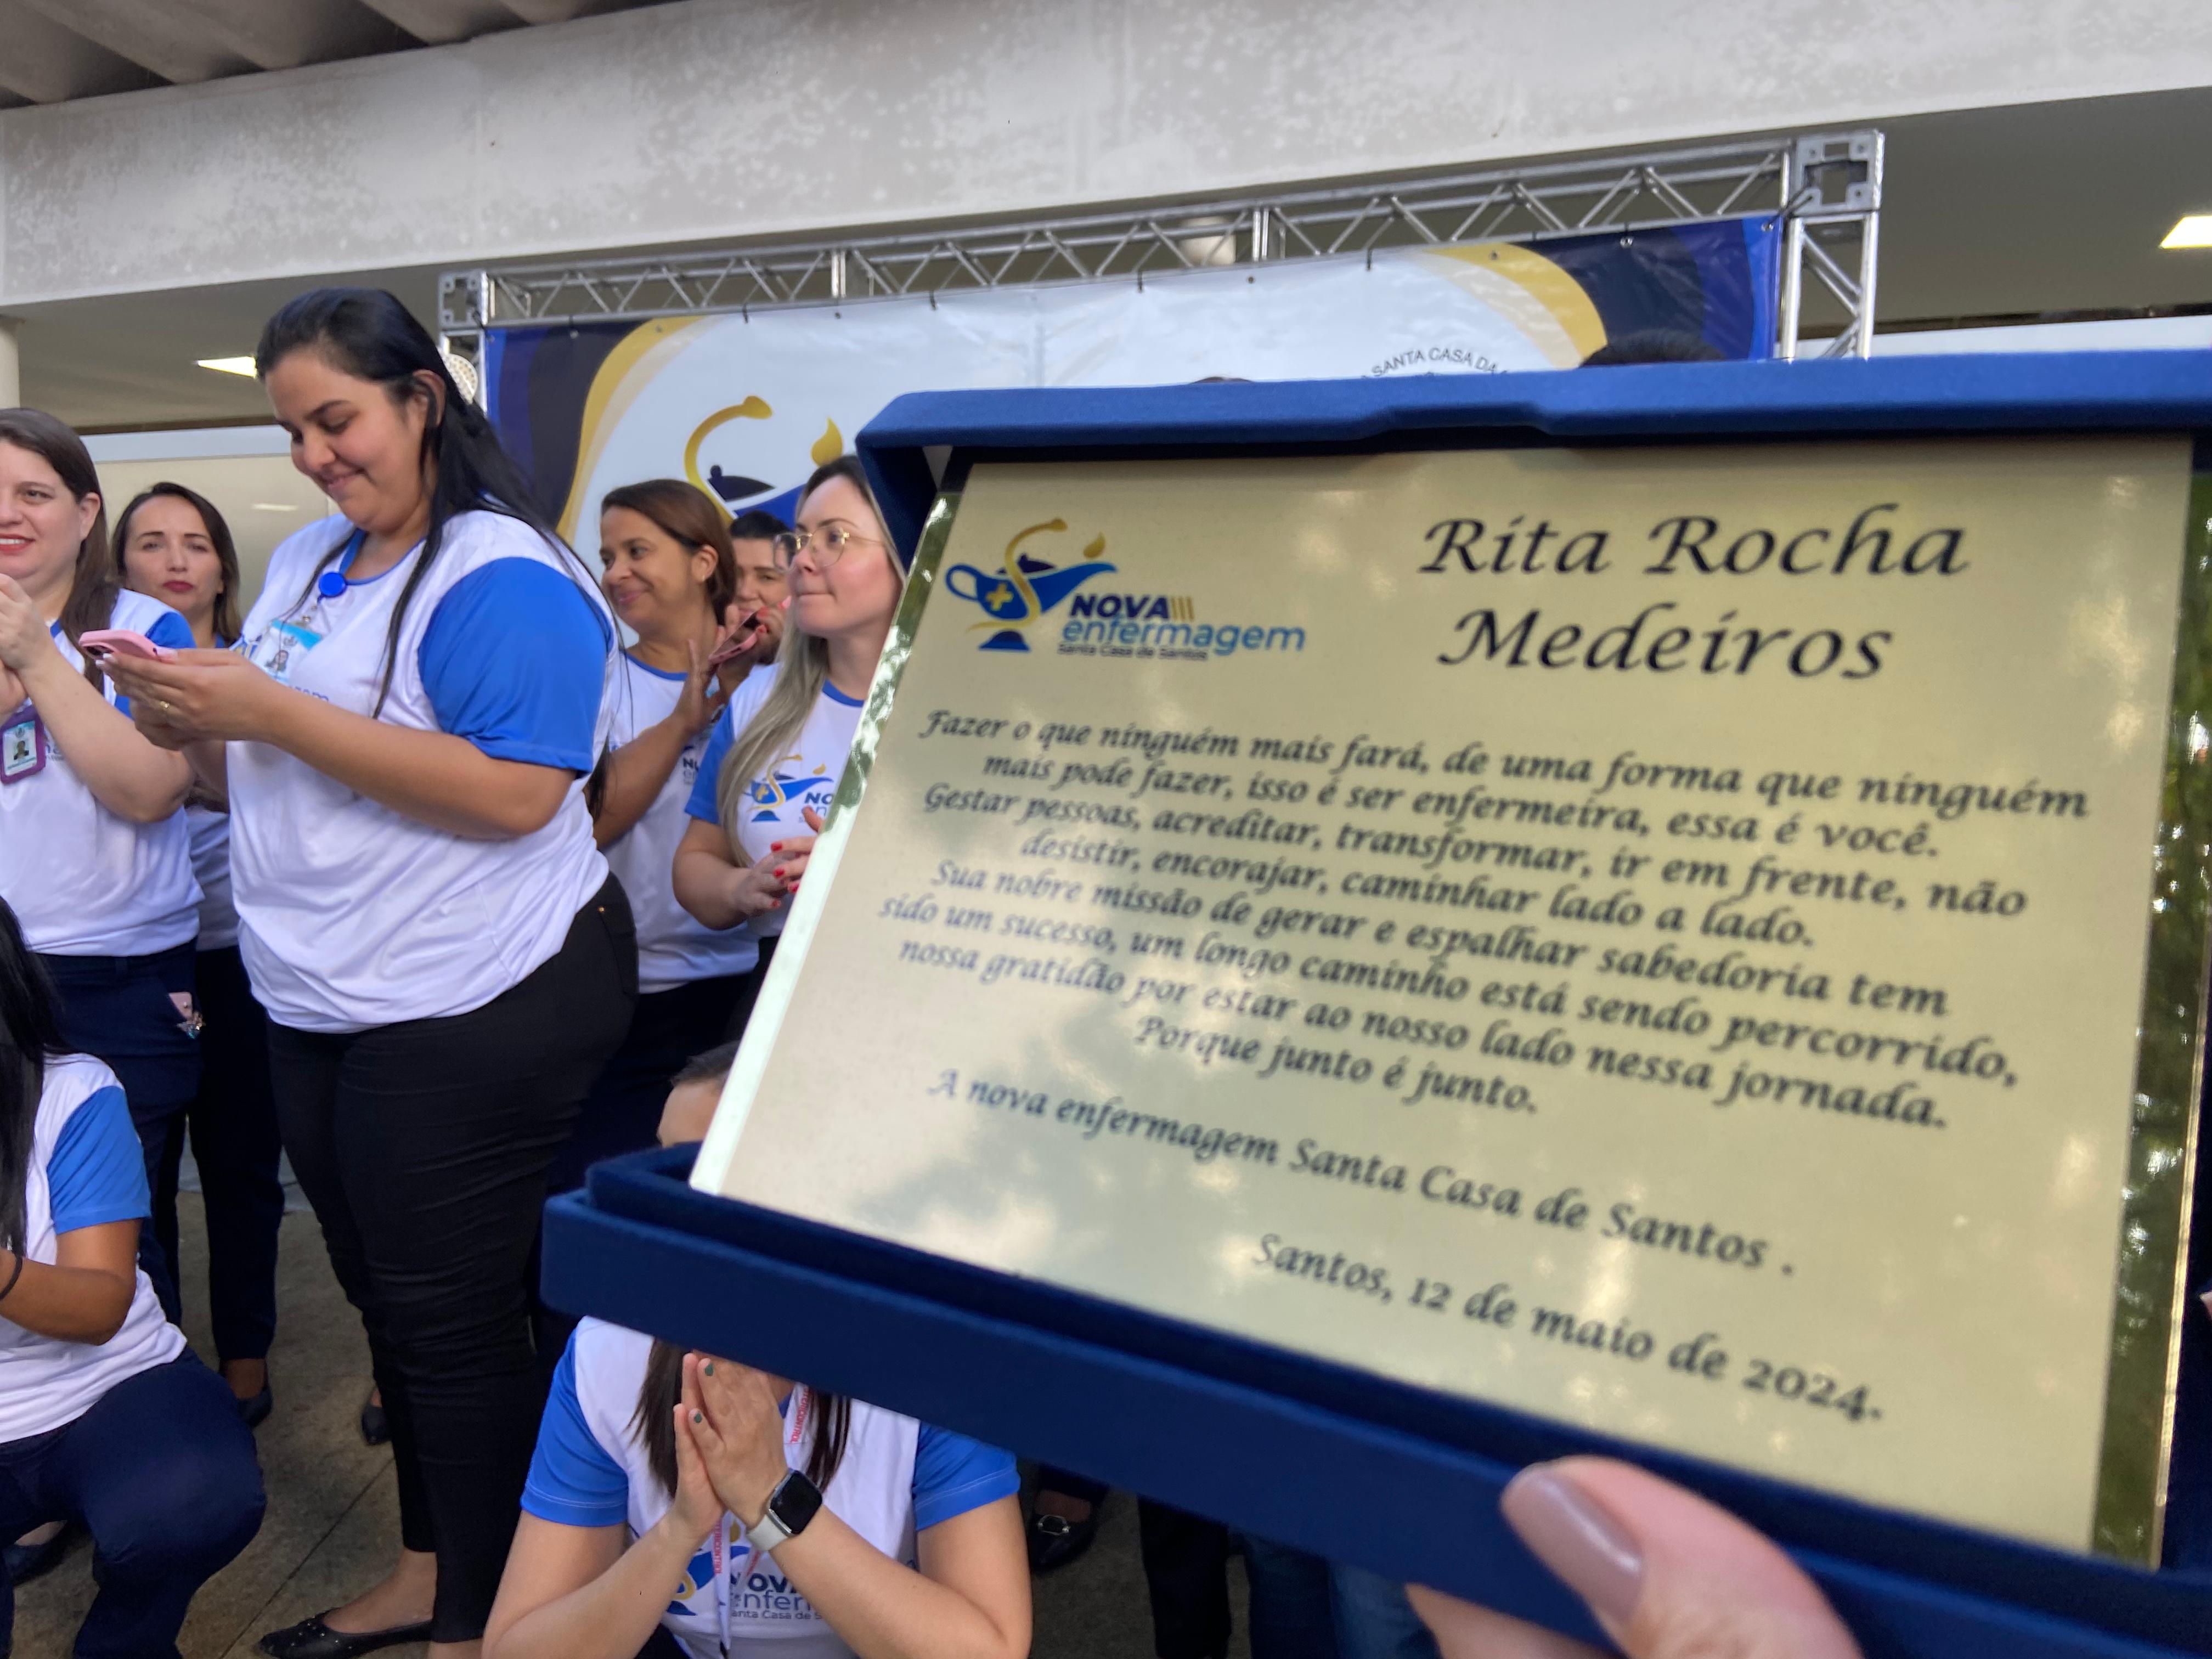 SANTA CASA DA
Rita Rocha
Medeiros
NOVA
enfermagem
Santa Casa de Santos
Fazer o que ninguém mais fará, de uma forma que ninguém
mais pode fazer, isso é ser enfermeira, essa é você.
Gestar pessoas, acreditar, transformar, ir em frente, não
desistir, encorajar, caminhar lado a lado.
Sua nobre missão de gerar e espalhar sabedoria tem
sido um sucesso, um longo caminho está sendo percorrido,
nossa gratidão por estar ao nosso lado nessa jornada.
Porque junto é junto.
A nova enfermagem Santa Casa de Santos .
Santos, 12 de maio de 2024.